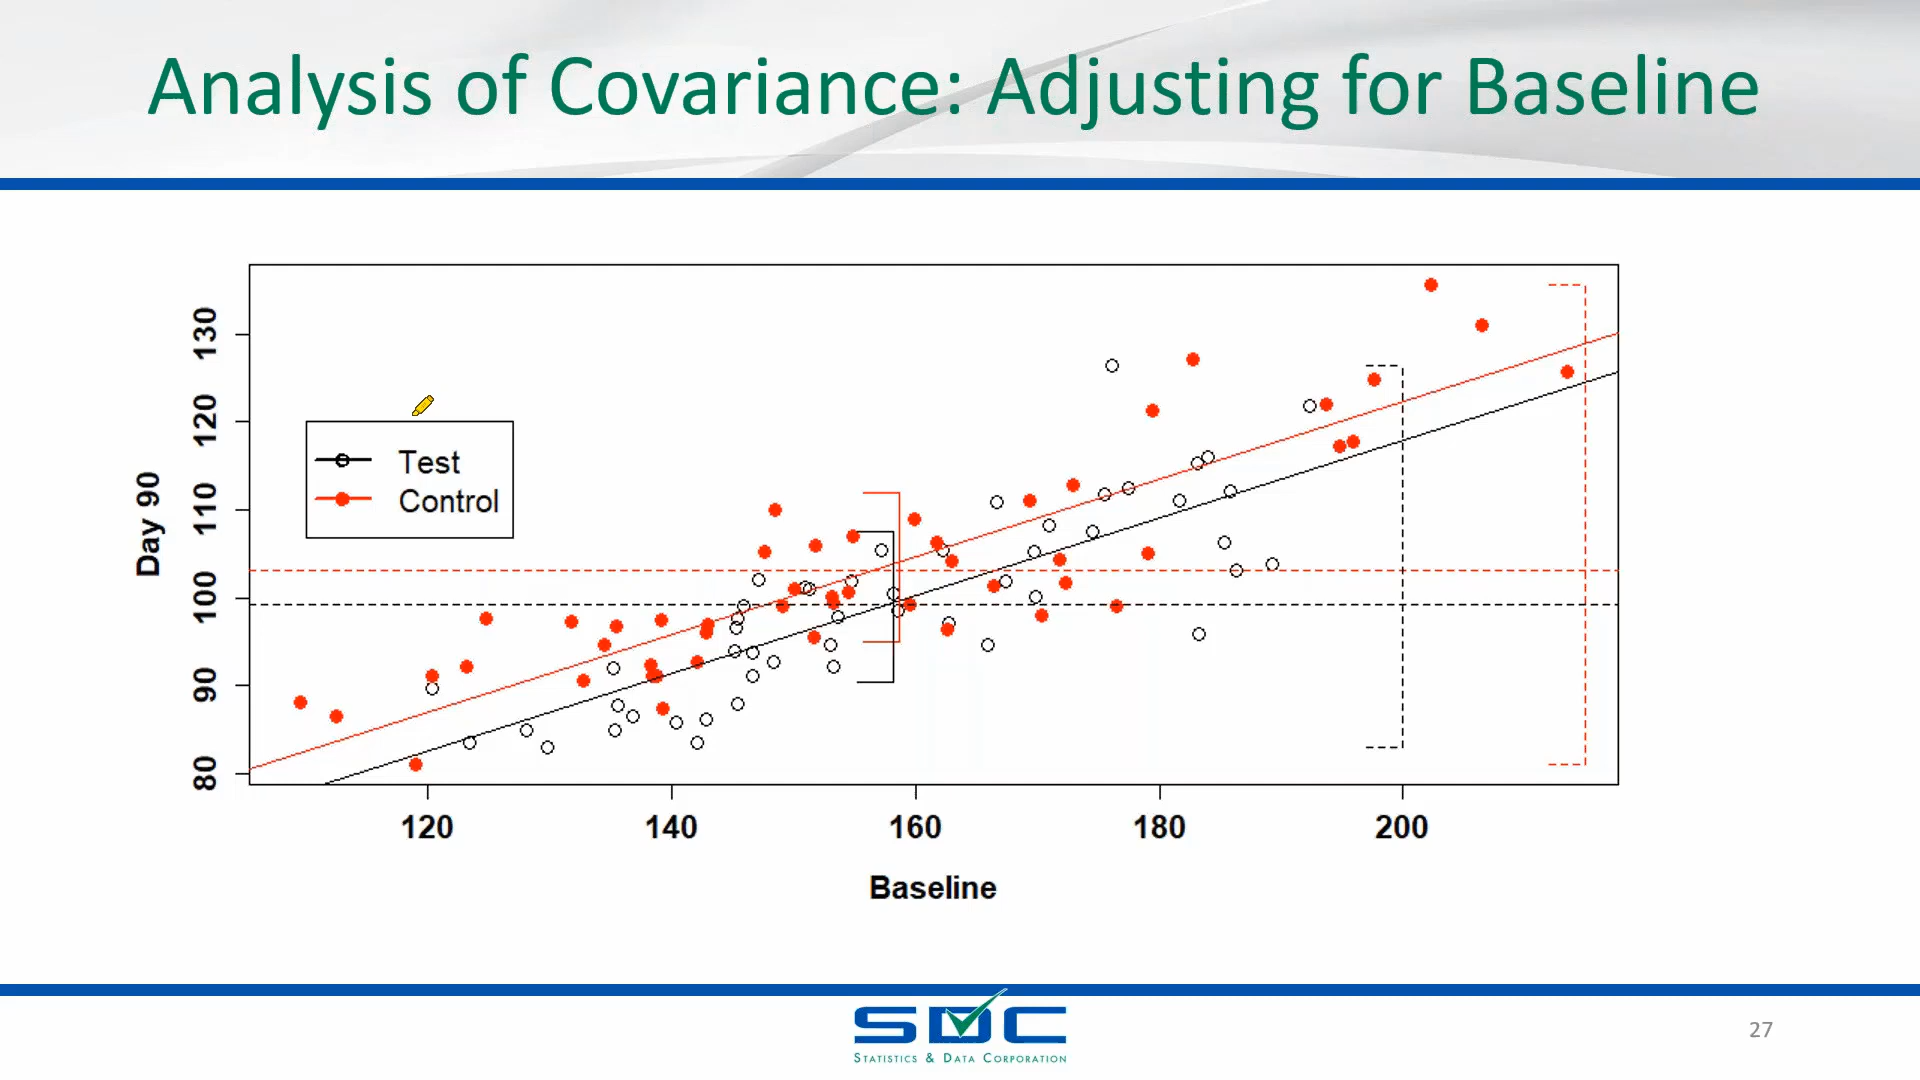 Analysis of Covariance: Adjusting for Baseline
130
120
110
100
90
80
Day 90
Test
Control
120 140 160 180 200
Baseline
SDC
STATISTICS & DATA CORPORATION
27